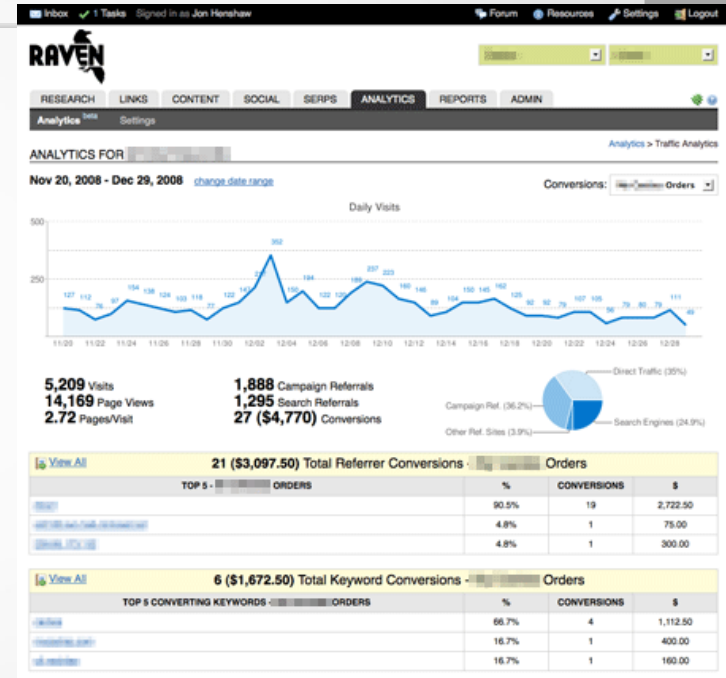 Inbox 1 Tasks Signed in as Jon Henshaw Forum Resources Settings Logout
RAVEN
RESEARCH LINKS CONTENT SOCIAL SERPS ANALYTICS REPORTS ADMIN
Analytics beta Settings
Analytics > Traffic Analytics
ANALYTICS FOR
Nov 20, 2008 - Dec 29, 2008 change date range
Conversions: Orders
Daily Visits
500
250
127 112 76 97 154 138 124 103 118 77 122 147 352 150 194 122 189 237 223 160 146 89 104 150 145 162 125 92 92 79 107 105 56 79 80 79 111 49
11/20 11/22 11/24 11/26 11/28 11/30 12/02 12/04 12/06 12/08 12/10 12/12 12/14 12/16 12/18 12/20 12/22 12/24 12/26 12/28
5,209 Visits
14,169 Page Views
2.72 Pages/Visit
1,888 Campaign Referrals
1,295 Search Referrals
27 ($4,770) Conversions
Direct Traffic (35%)
Campaign Ref. (36.2%)
Search Engines (24.9%)
Other Ref. Sites (3.9%)
View All 21 ($3,097.50) Total Referrer Conversions - Orders
TOP 5 - ORDERS % CONVERSIONS $
90.5% 19 2,722.50
4.8% 1 75.00
4.8% 1 300.00
View All 6 ($1,672.50) Total Keyword Conversions - Orders
TOP 5 CONVERTING KEYWORDS - ORDERS % CONVERSIONS $
66.7% 4 1,112.50
16.7% 1 400.00
16.7% 1 160.00